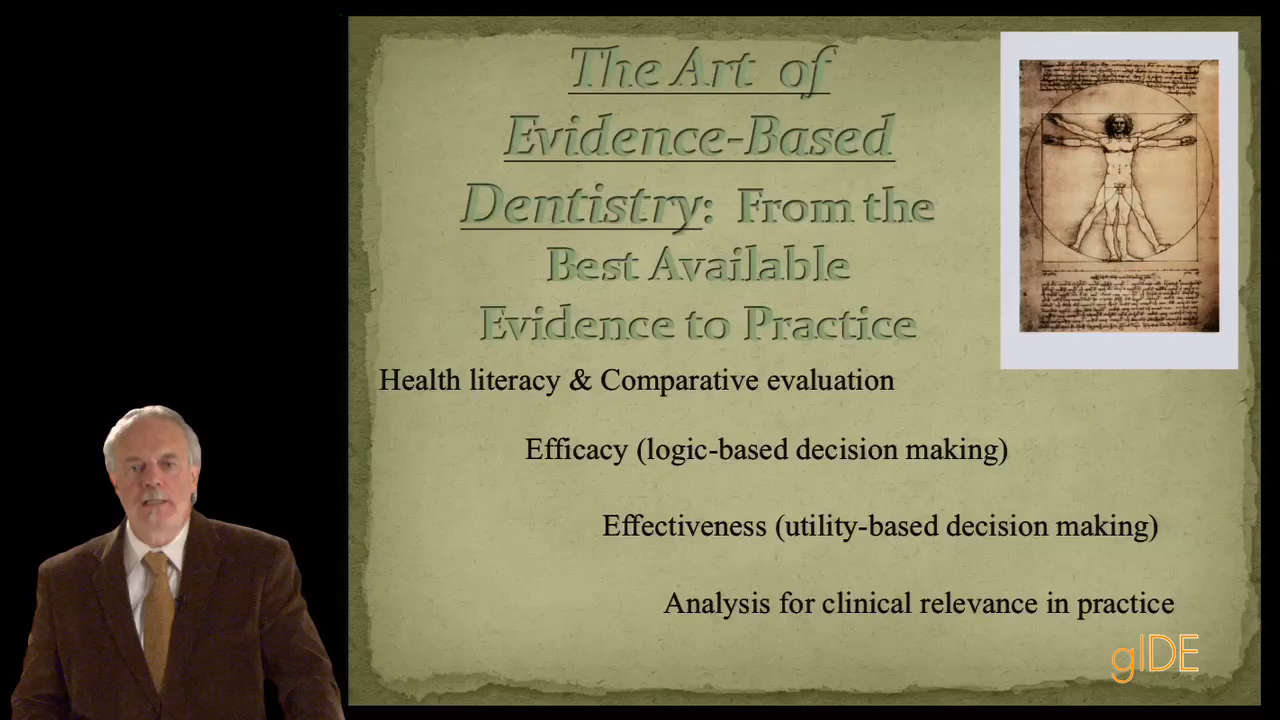 The Art of
Evidence-Based
Dentistry: From the
Best Available
Evidence to Practice
Health literacy & Comparative evaluation
Efficacy (logic-based decision making)
Effectiveness (utility-based decision making)
Analysis for clinical relevance in practice
gIDE